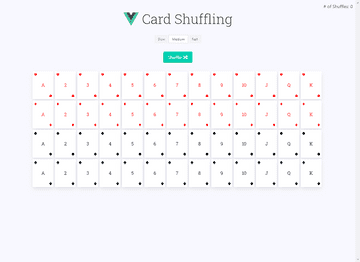 # of Shuffles: 0
Card Shuffling
Slow Medium Fast
Shuffle
A 2 3 4 5 6 7 8 9 10 J Q K
A 2 3 4 5 6 7 8 9 10 J Q K
A 2 3 4 5 6 7 8 9 10 J Q K
A 2 3 4 5 6 7 8 9 10 J Q K